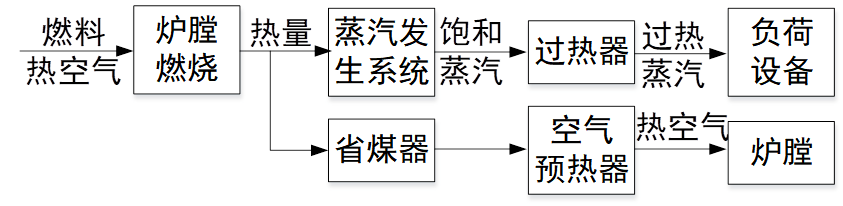 燃料
热空气
炉膛
燃烧
热量
蒸汽发
生系统
饱和
蒸汽
过热器
过热
蒸汽
负荷
设备
省煤器
空气
预热器
热空气
炉膛